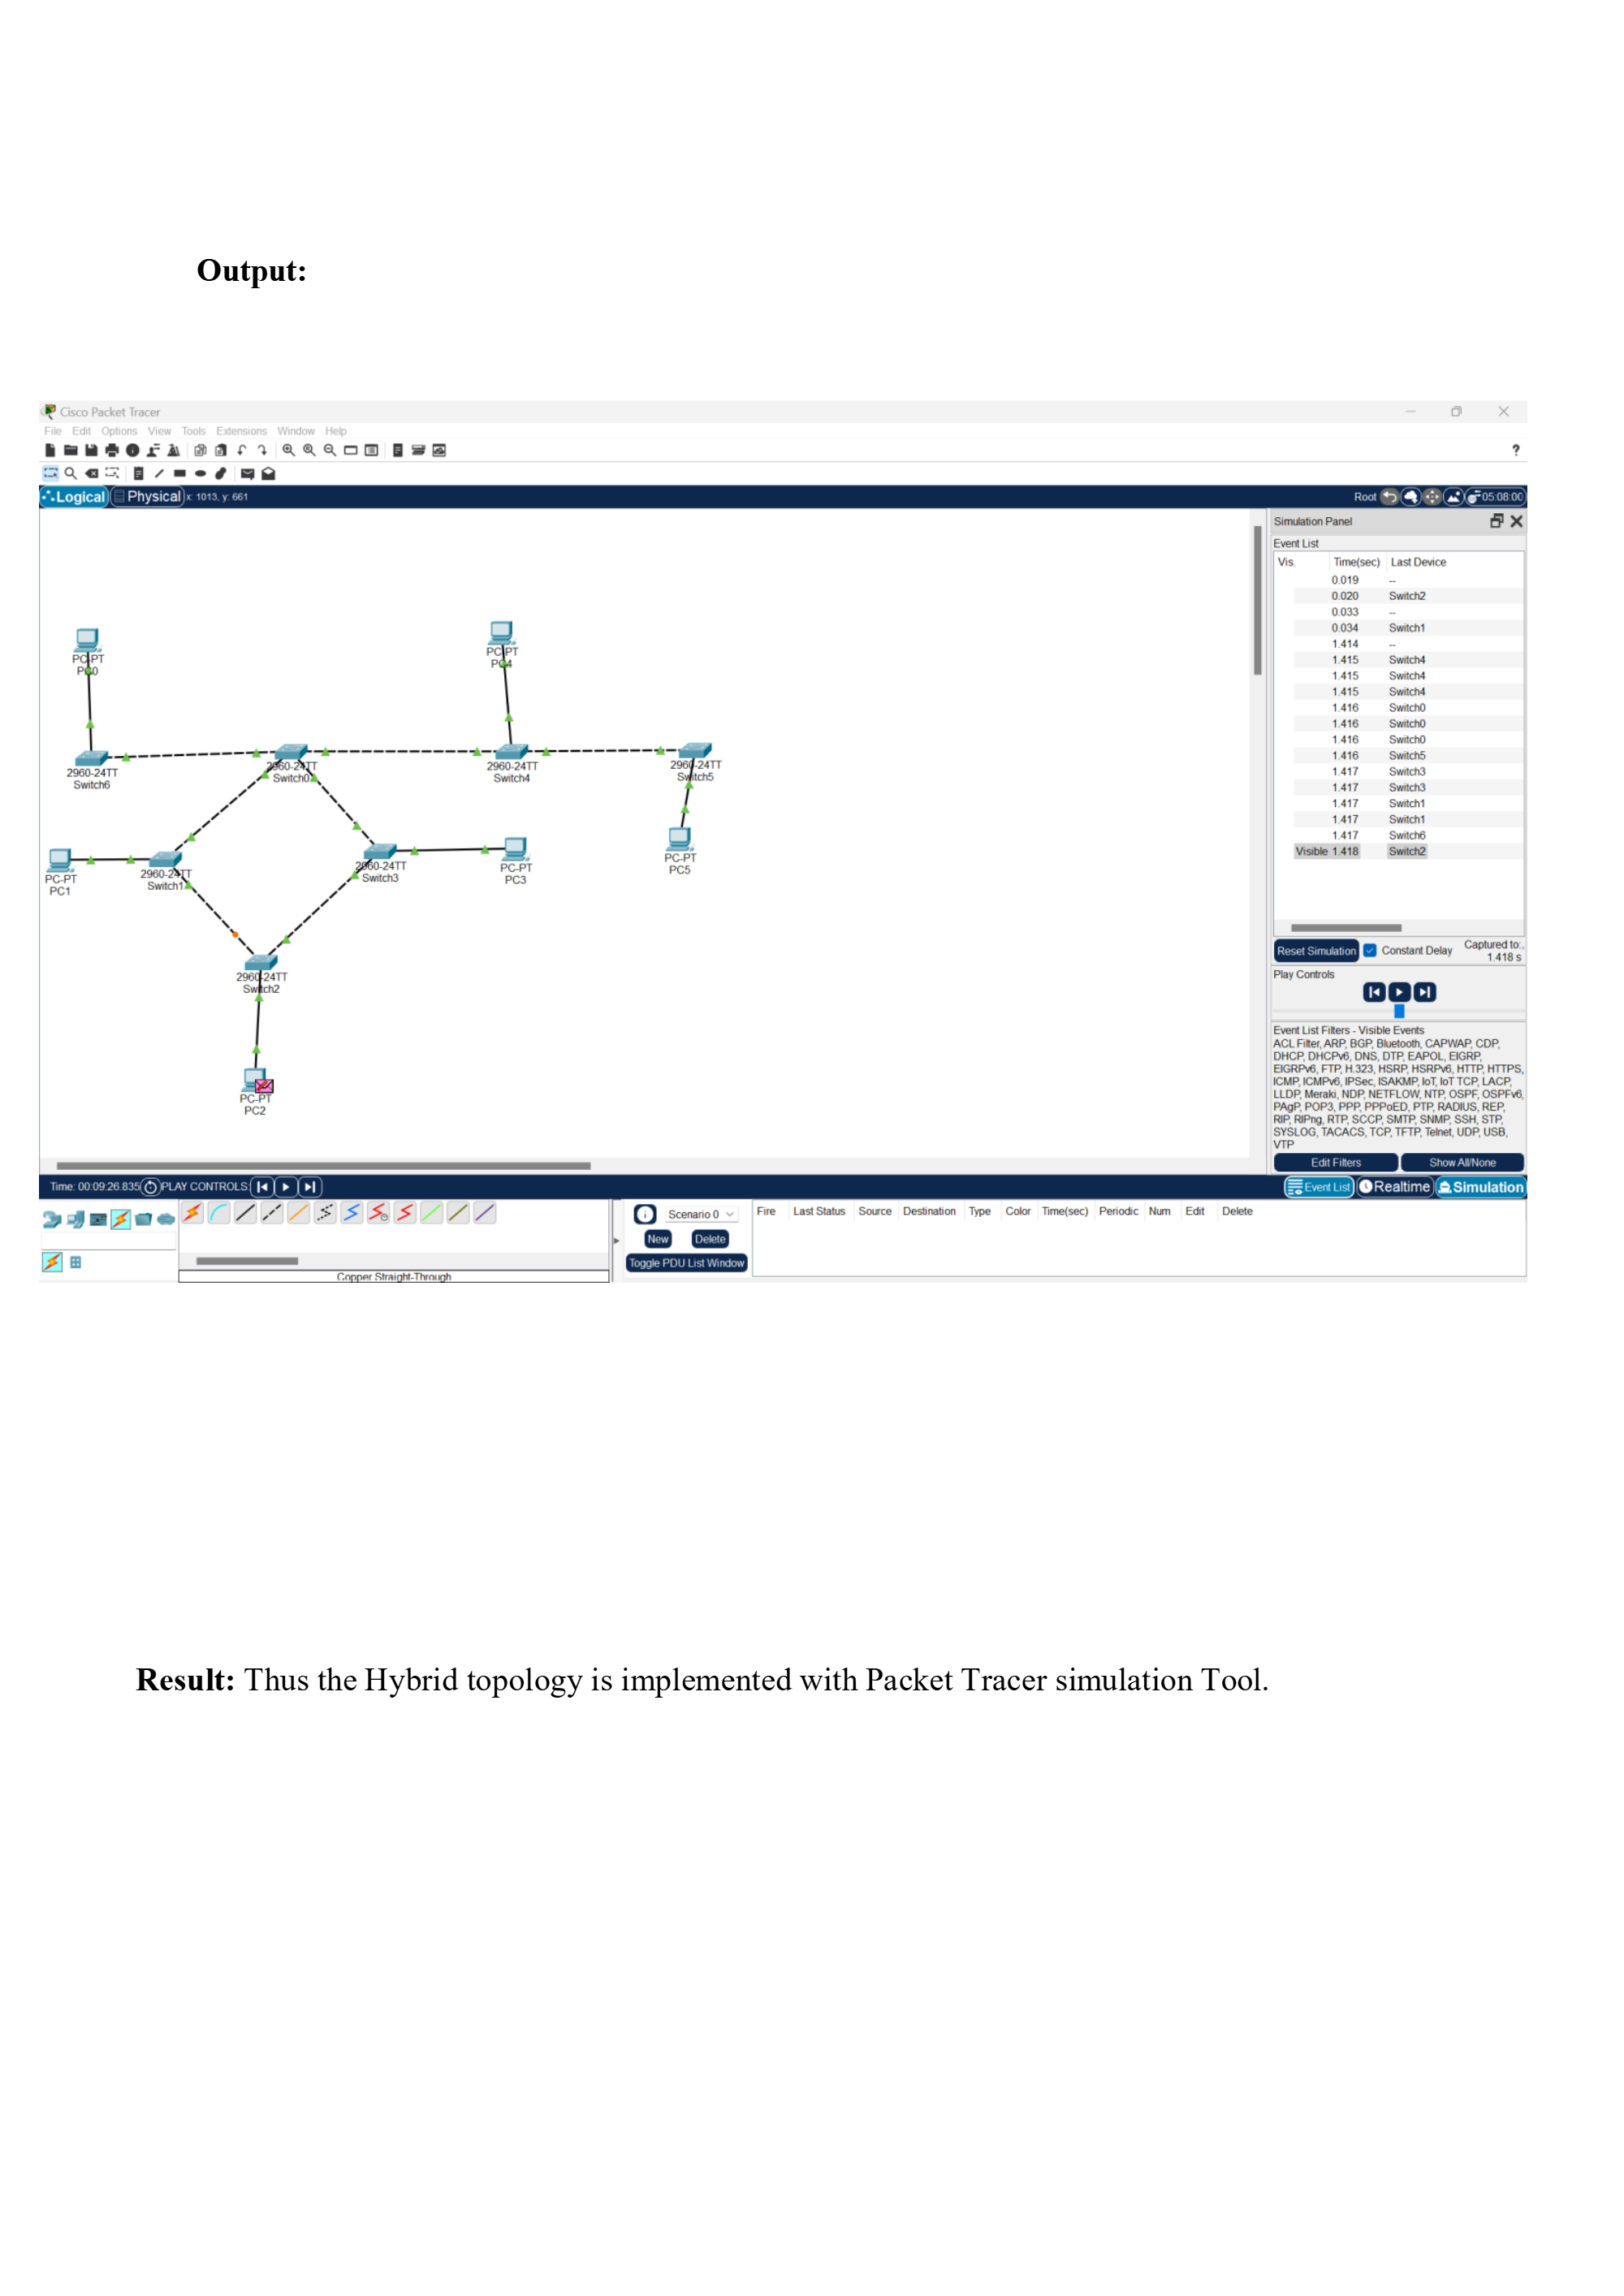 Output:
Cisco Packet Tracer
File Edit Options View Tools Extensions Window Help
?
Logical Physical x: 1013, y: 661
Root 05:08:00
Simulation Panel
Event List
Vis. Time(sec) Last Device
0.019 --
0.020 Switch2
0.033 --
0.034 Switch1
1.414 --
1.415 Switch4
1.415 Switch4
1.415 Switch4
1.416 Switch0
1.416 Switch0
1.416 Switch0
1.416 Switch5
1.417 Switch3
1.417 Switch3
1.417 Switch1
1.417 Switch1
1.417 Switch6
Visible 1.418 Switch2
Reset Simulation Constant Delay Captured to:.
1.418 s
Play Controls
Event List Filters - Visible Events
ACL Filter, ARP, BGP, Bluetooth, CAPWAP, CDP,
DHCP, DHCPv6, DNS, DTP, EAPOL, EIGRP,
EIGRPv6, FTP, H.323, HSRP, HSRPv6, HTTP, HTTPS,
ICMP, ICMPv6, IPSec, ISAKMP, IoT, IoT TCP, LACP,
LLDP, Meraki, NDP, NETFLOW, NTP, OSPF, OSPFv6,
PAgP, POP3, PPP, PPPoED, PTP, RADIUS, REP,
RIP, RIPng, RTP, SCCP, SMTP, SNMP, SSH, STP,
SYSLOG, TACACS, TCP, TFTP, Telnet, UDP, USB,
VTP
Edit Filters Show All/None
PC-PT
PC0
PC-PT
PC4
2960-24TT
Switch6
2960-24TT
Switch0
2960-24TT
Switch4
2960-24TT
Switch5
PC-PT
PC1
2960-24TT
Switch1
2960-24TT
Switch3
PC-PT
PC3
PC-PT
PC5
2960-24TT
Switch2
PC-PT
PC2
Time: 00:09:26.835 PLAY CONTROLS:
Event List Realtime Simulation
Scenario 0
New Delete
Toggle PDU List Window
Fire Last Status Source Destination Type Color Time(sec) Periodic Num Edit Delete
Copper Straight-Through
Result: Thus the Hybrid topology is implemented with Packet Tracer simulation Tool.